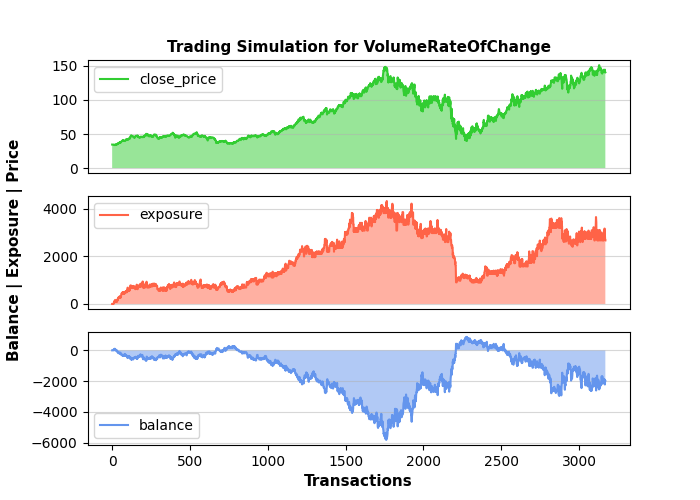 Trading Simulation for VolumeRateOfChange
150
100
50
0
close_price
4000
2000
0
exposure
0
−2000
−4000
−6000
balance
0 500 1000 1500 2000 2500 3000
Transactions
Balance | Exposure | Price